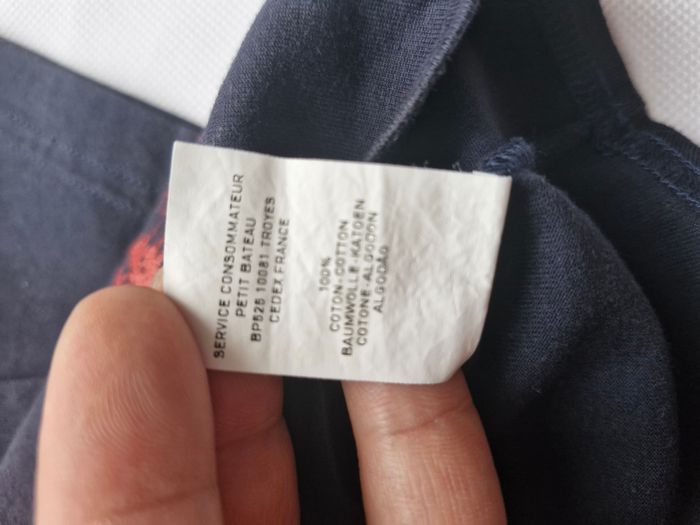 SERVICE CONSOMMATEUR
PETIT BATEAU
BP525 10081 TROYES
CEDEX FRANCE
100%
COTON-COTTON
BAUMWOLLE-KATOEN
COTONE-ALGODON
ALGODÃO